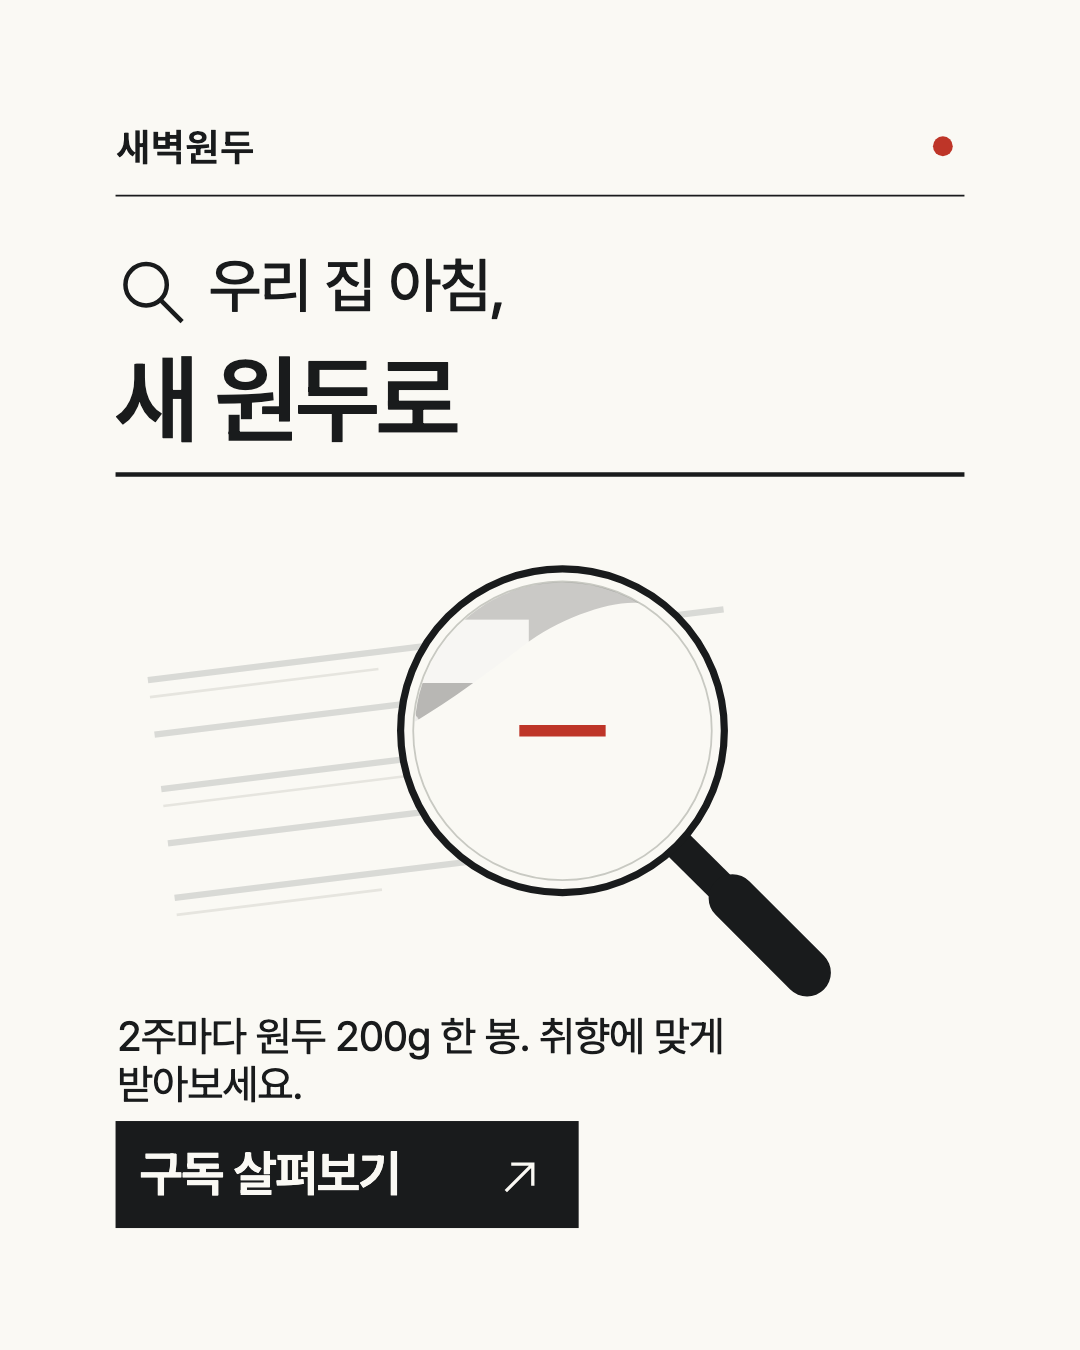 새벽원두
우리 집 아침,
새 원두로
2주마다 원두 200g 한 봉. 취향에 맞게
받아보세요.
구독 살펴보기